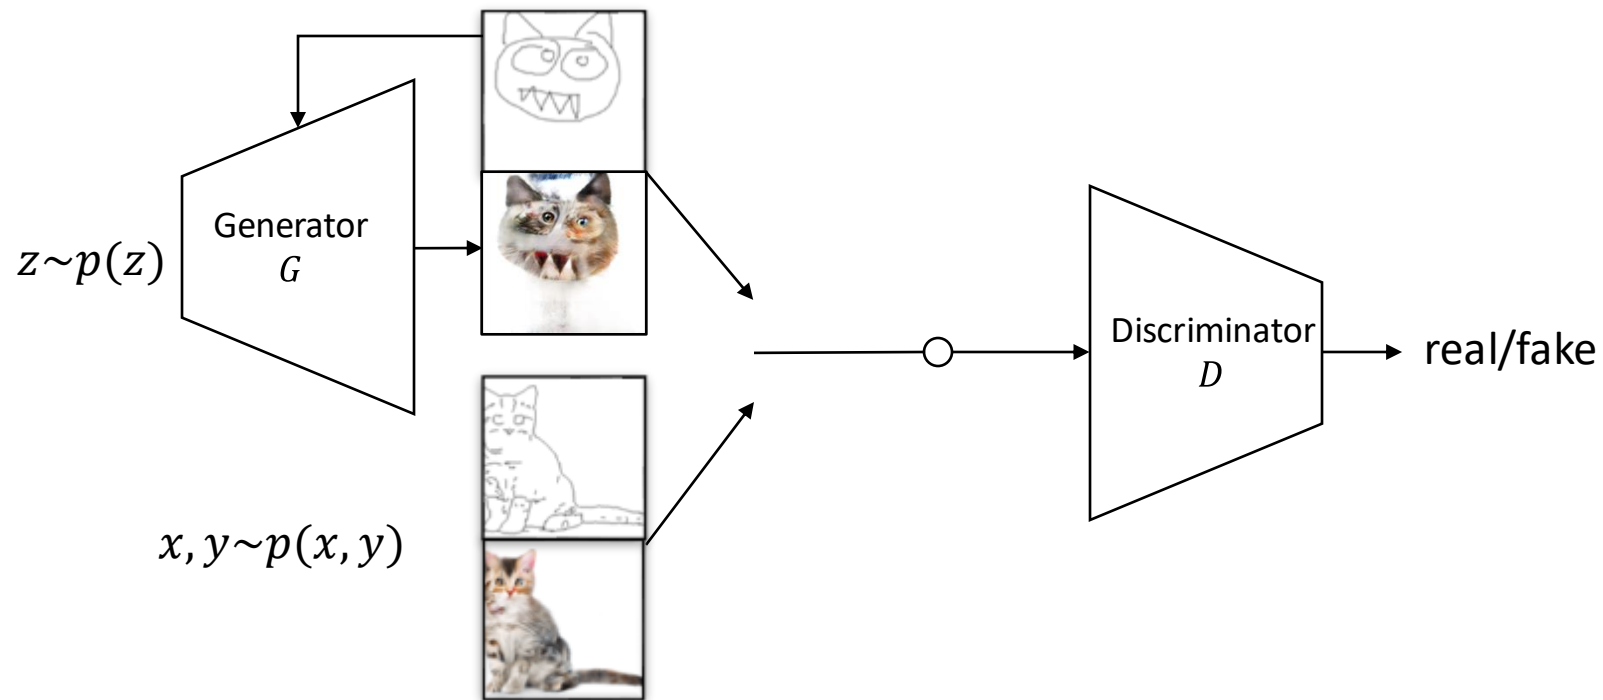 Generator
G
z~p(z)
Discriminator
D
real/fake
x, y~p(x, y)